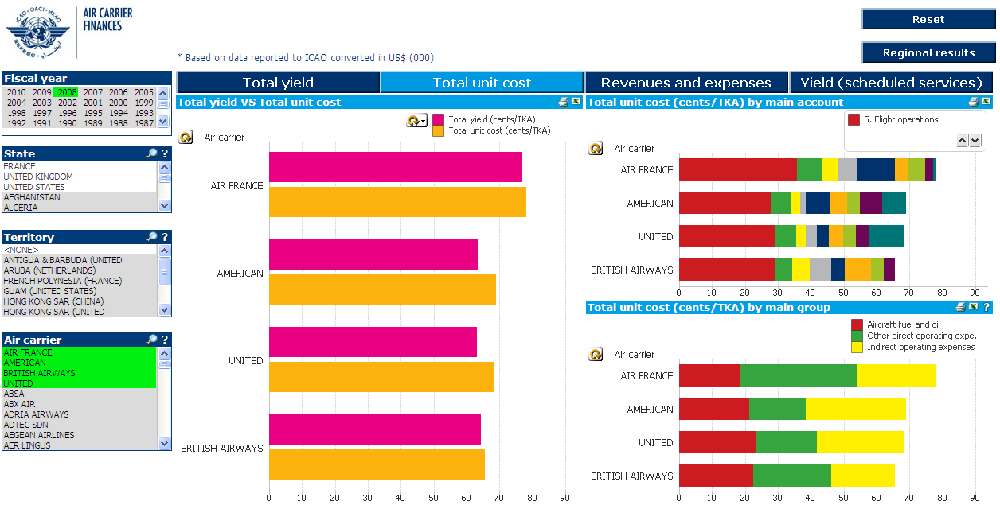 ICAO · OACI · ИКАО
AIR CARRIER
FINANCES
Reset
* Based on data reported to ICAO converted in US$ (000)
Regional results
Fiscal year
2010 2009 2008 2007 2006 2005
2004 2003 2002 2001 2000 1999
1998 1997 1996 1995 1994 1993
1992 1991 1990 1989 1988 1987
State
?
FRANCE
UNITED KINGDOM
UNITED STATES
AFGHANISTAN
ALGERIA
Territory
?
<NONE>
ANTIGUA & BARBUDA (UNITED
ARUBA (NETHERLANDS)
FRENCH POLYNESIA (FRANCE)
GUAM (UNITED STATES)
HONG KONG SAR (CHINA)
HONG KONG SAR (UNITED
Air carrier
?
AIR FRANCE
AMERICAN
BRITISH AIRWAYS
UNITED
ABSA
ABX AIR
ADRIA AIRWAYS
ADTEC SDN
AEGEAN AIRLINES
AER LINGUS
Total yield
Total unit cost
Revenues and expenses
Yield (scheduled services)
Total yield VS Total unit cost
Total yield (cents/TKA)
Total unit cost (cents/TKA)
Air carrier
AIR FRANCE
AMERICAN
UNITED
BRITISH AIRWAYS
0 10 20 30 40 50 60 70 80 90
Total unit cost (cents/TKA) by main account
5. Flight operations
Air carrier
AIR FRANCE
AMERICAN
UNITED
BRITISH AIRWAYS
0 10 20 30 40 50 60 70 80 90
Total unit cost (cents/TKA) by main group
?
Aircraft fuel and oil
Other direct operating expe...
Indirect operating expenses
Air carrier
AIR FRANCE
AMERICAN
UNITED
BRITISH AIRWAYS
0 10 20 30 40 50 60 70 80 90